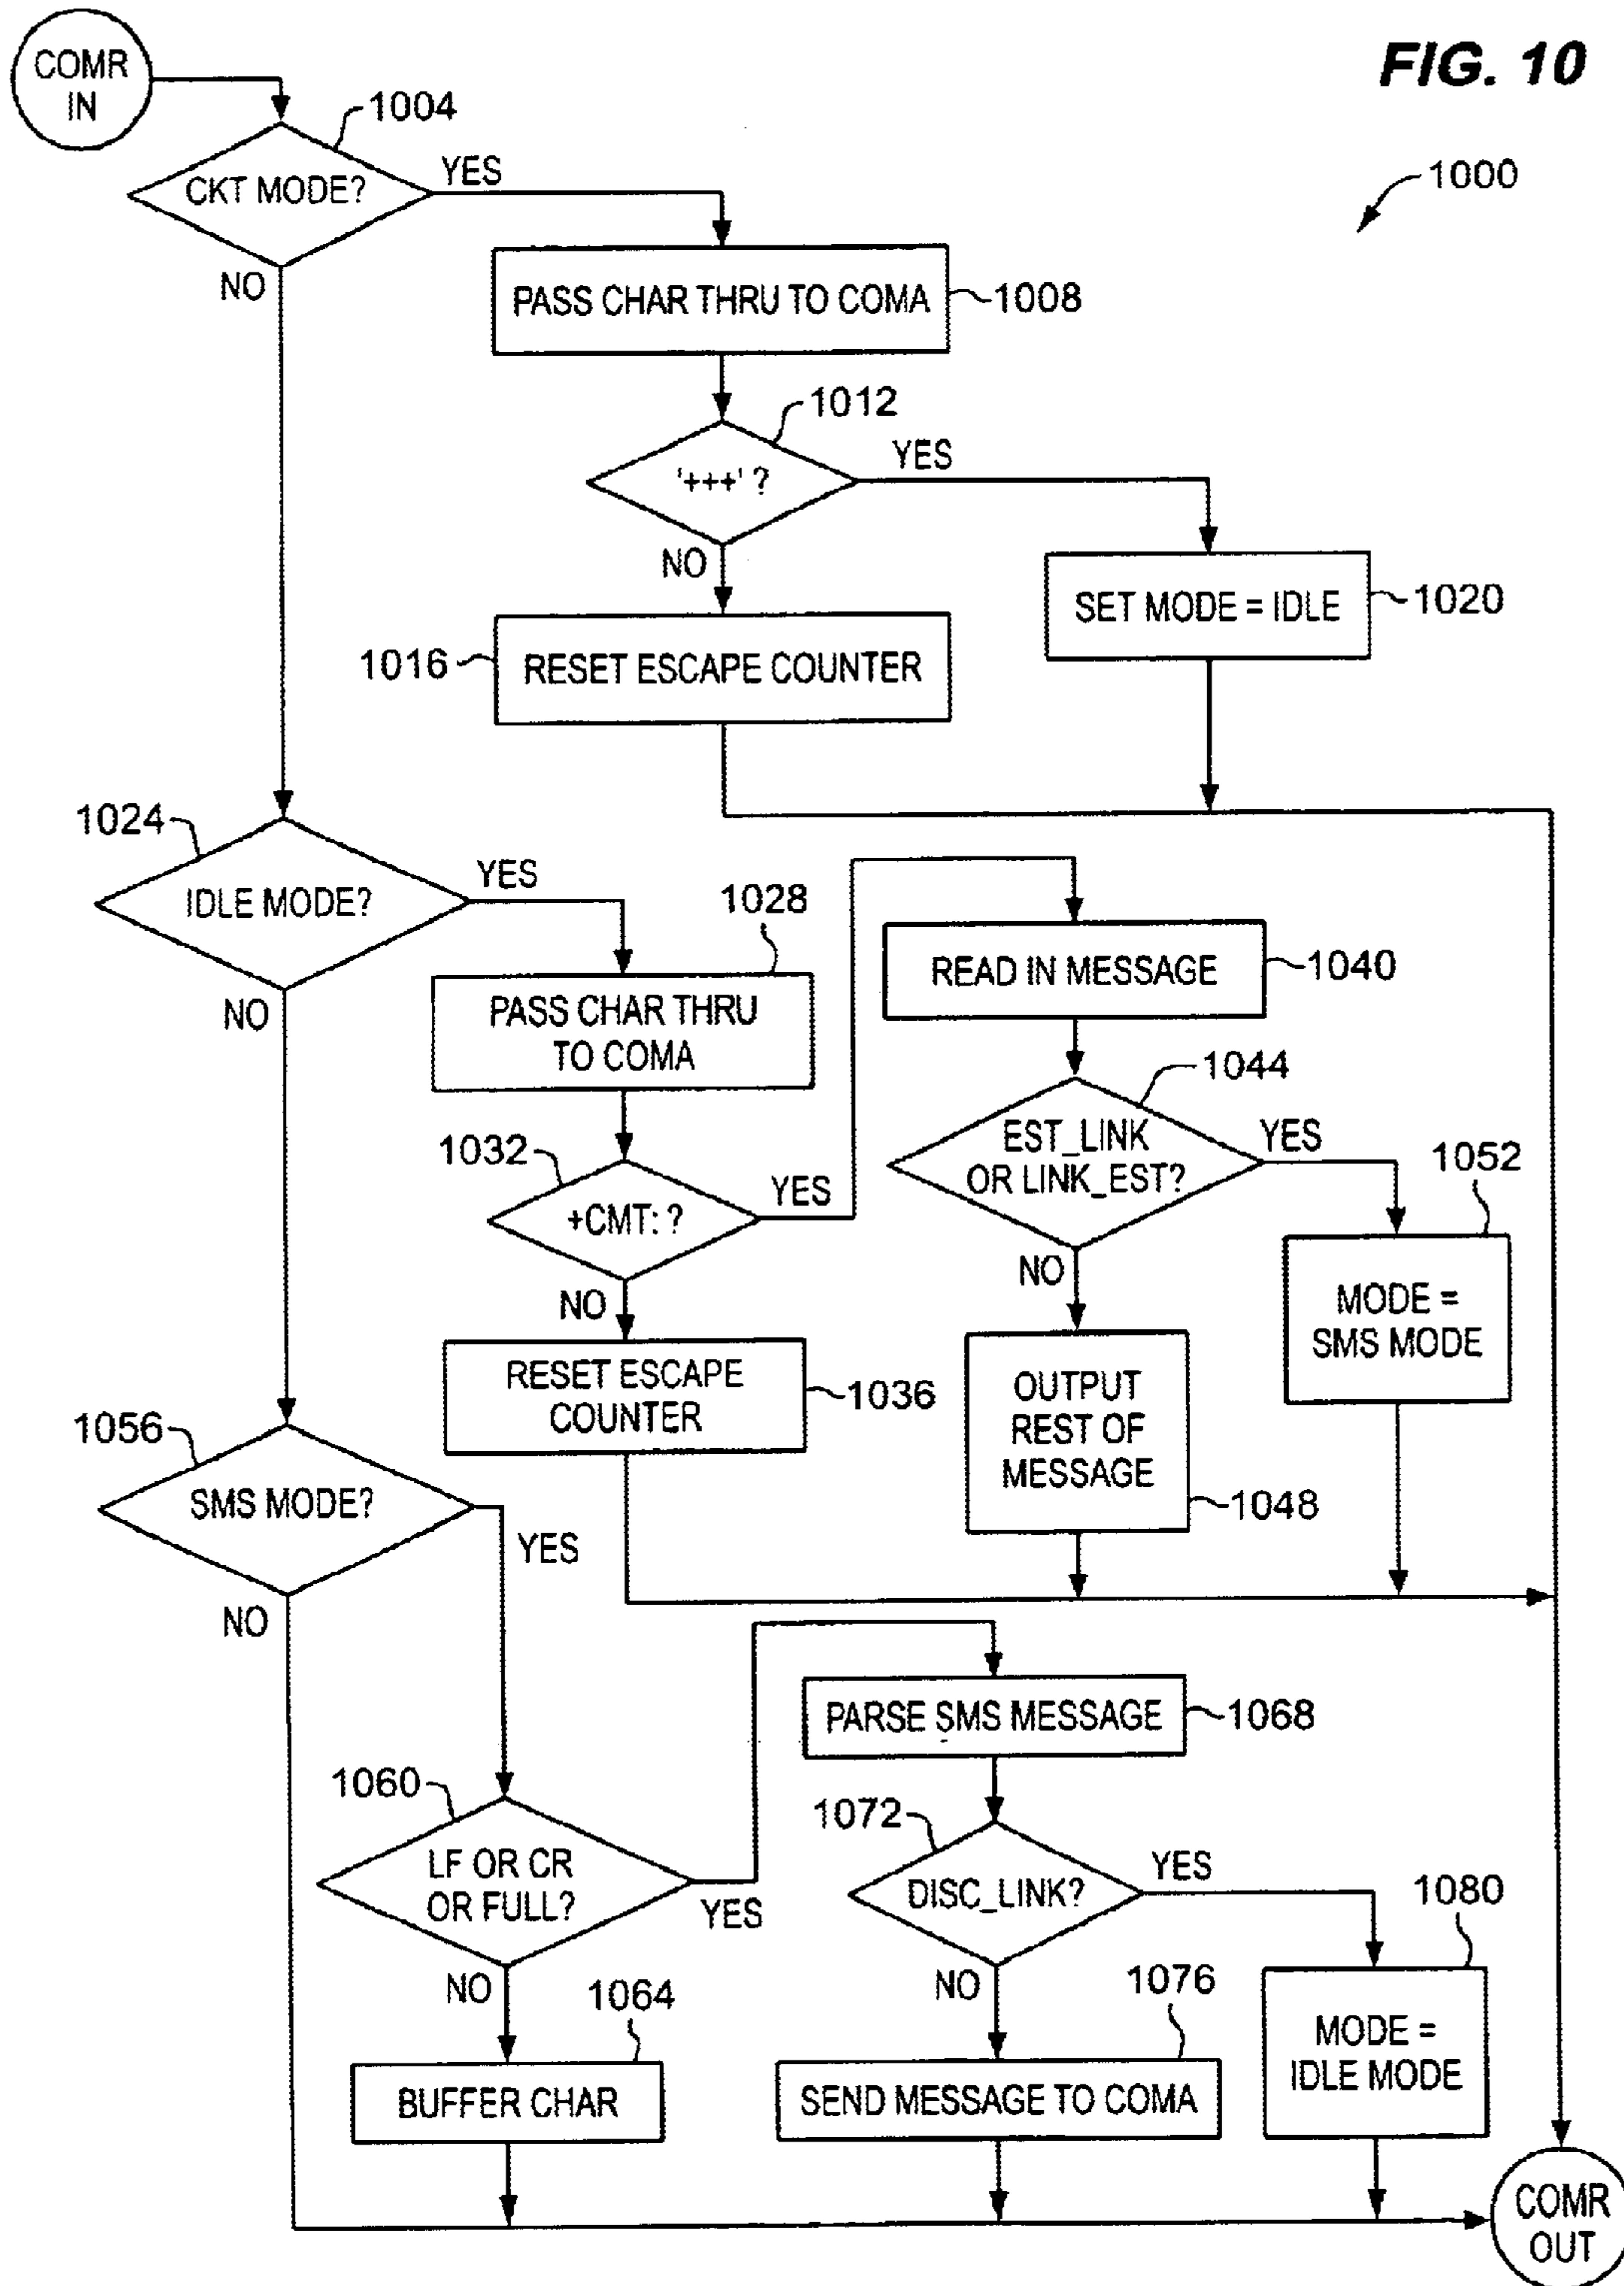 FIG. 10
COMR
IN
1004
CKT MODE?
YES
NO
1000
PASS CHAR THRU TO COMA
1008
1012
'+++' ?
YES
NO
SET MODE = IDLE
1020
1016
RESET ESCAPE COUNTER
1024
IDLE MODE?
YES
NO
1028
PASS CHAR THRU
TO COMA
READ IN MESSAGE
1040
1032
+CMT: ?
YES
NO
1044
EST_LINK
OR LINK_EST?
YES
NO
1052
MODE =
SMS MODE
RESET ESCAPE
COUNTER
1036
OUTPUT
REST OF
MESSAGE
1048
1056
SMS MODE?
YES
NO
PARSE SMS MESSAGE
1068
1060
LF OR CR
OR FULL?
YES
NO
1072
DISC_LINK?
YES
NO
1080
MODE =
IDLE MODE
1064
BUFFER CHAR
1076
SEND MESSAGE TO COMA
COMR
OUT